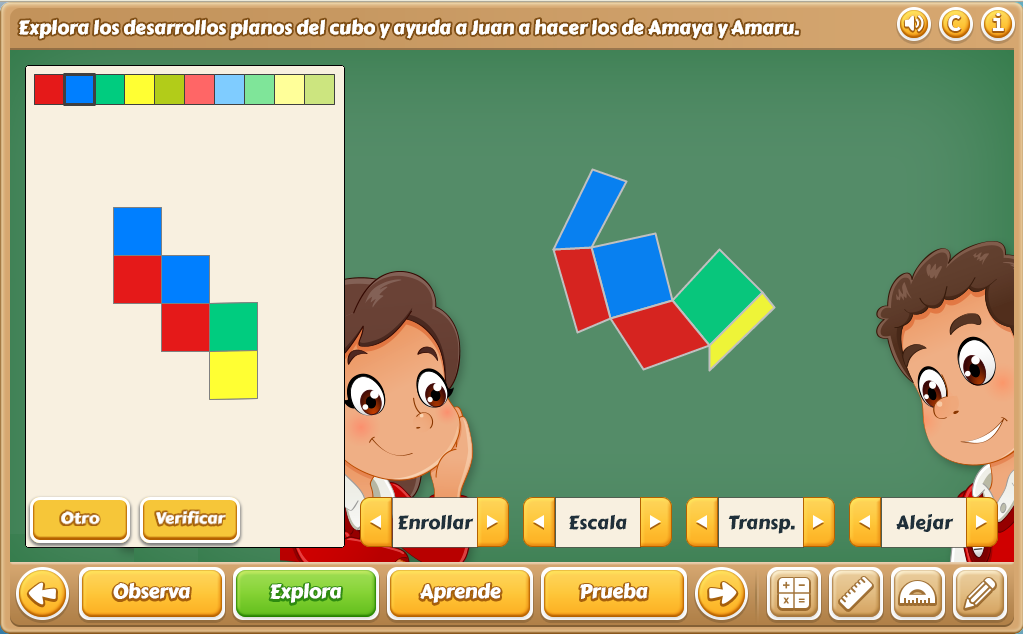 Explora los desarrollos planos del cubo y ayuda a Juan a hacer los de Amaya y Amaru.
C
i
Otro
Verificar
Enrollar
Escala
Transp.
Alejar
Observa
Explora
Aprende
Prueba